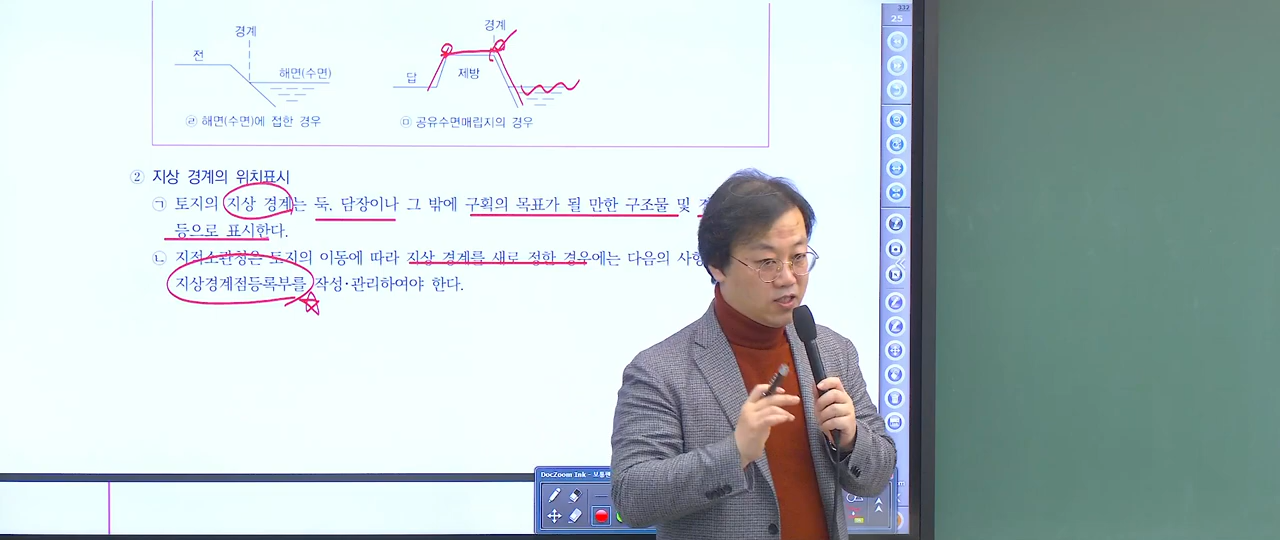 332
25
경계
전
해면(수면)
㉣ 해면(수면)에 접한 경우
경계
답
제방
㉤ 공유수면매립지의 경우
② 지상 경계의 위치표시
㉠ 토지의 지상 경계는 둑, 담장이나 그 밖에 구획의 목표가 될 만한 구조물 및
등으로 표시한다.
㉡ 지적소관청은 토지의 이동에 따라 지상 경계를 새로 정한 경우에는 다음의
지상경계점등록부를 작성·관리하여야 한다.
DocZoom Ink -